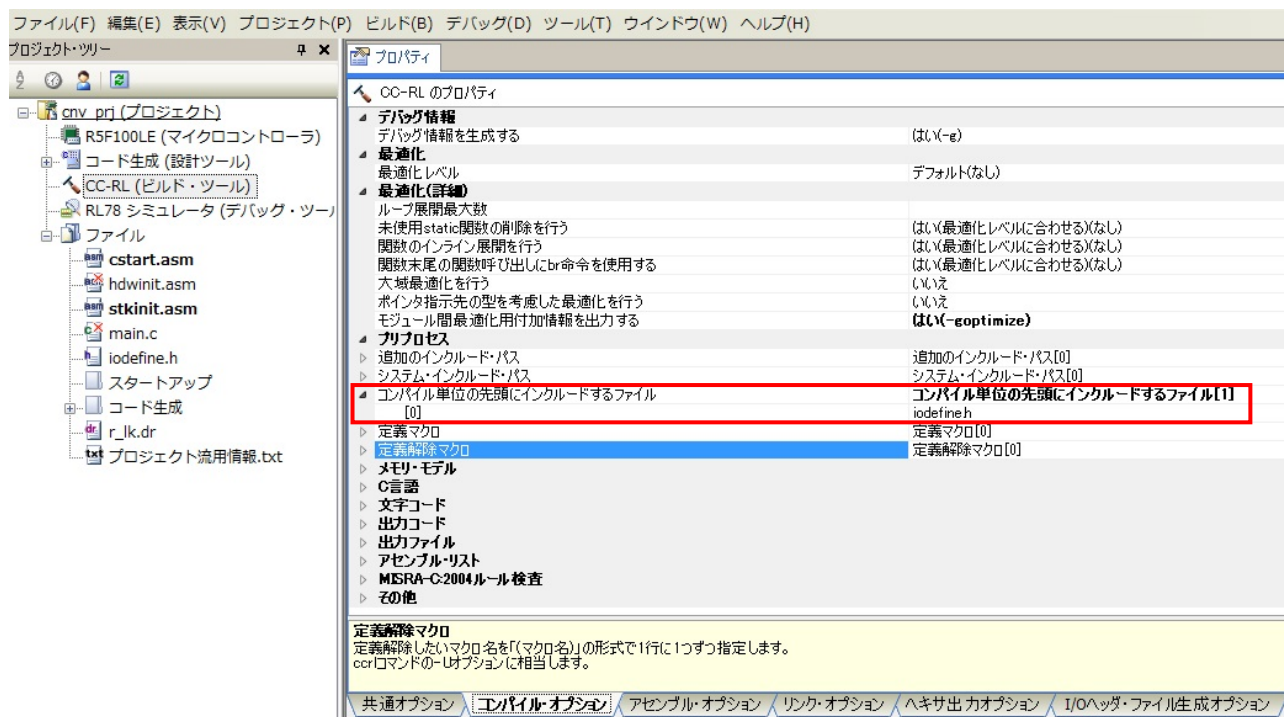 ファイル(F) 編集(E) 表示(V) プロジェクト(P) ビルド(B) デバッグ(D) ツール(T) ウインドウ(W) ヘルプ(H)
プロジェクト・ツリー
cnv_prj (プロジェクト)
R5F100LE (マイクロコントローラ)
コード生成 (設計ツール)
CC-RL (ビルド・ツール)
RL78 シミュレータ (デバッグ・ツー
ファイル
cstart.asm
hdwinit.asm
stkinit.asm
main.c
iodefine.h
スタートアップ
コード生成
r_lk.dr
プロジェクト流用情報.txt
プロパティ
CC-RL のプロパティ
デバッグ情報
デバッグ情報を生成する はい(-g)
最適化
最適化レベル デフォルト(なし)
最適化(詳細)
ループ展開最大数
未使用static関数の削除を行う はい(最適化レベルに合わせる)(なし)
関数のインライン展開を行う はい(最適化レベルに合わせる)(なし)
関数末尾の関数呼び出しにbr命令を使用する はい(最適化レベルに合わせる)(なし)
大域最適化を行う いいえ
ポインタ指示先の型を考慮した最適化を行う いいえ
モジュール間最適化用付加情報を出力する はい(-goptimize)
プリプロセス
追加のインクルード・パス 追加のインクルード・パス[0]
システム・インクルード・パス システム・インクルード・パス[0]
コンパイル単位の先頭にインクルードするファイル コンパイル単位の先頭にインクルードするファイル[1]
[0] iodefine.h
定義マクロ 定義マクロ[0]
定義解除マクロ 定義解除マクロ[0]
メモリ・モデル
C言語
文字コード
出力コード
出力ファイル
アセンブル・リスト
MISRA-C:2004ルール検査
その他
定義解除マクロ
定義解除したいマクロ名を「(マクロ名)」の形式で1行に1つずつ指定します。
ccrlコマンドの-Uオプションに相当します。
共通オプション コンパイル・オプション アセンブル・オプション リンク・オプション ヘキサ出力オプション I/Oヘッダ・ファイル生成オプション